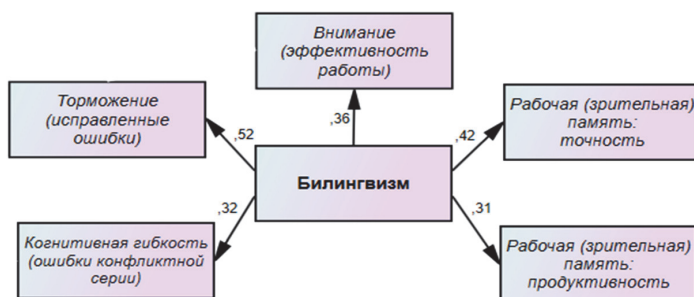 Внимание
(эффективность
работы)
Торможение
(исправленные
ошибки)
Рабочая (зрительная)
память:
точность
,52
,36
,42
Билингвизм
,32
,31
Когнитивная гибкость
(ошибки конфликтной
серии)
Рабочая (зрительная)
память:
продуктивность